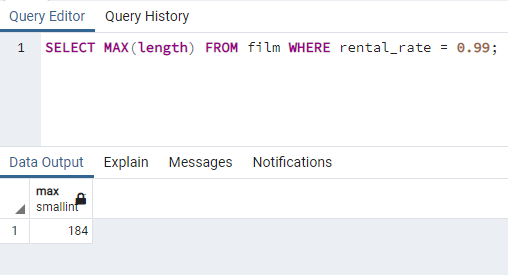 Query Editor Query History
1 SELECT MAX(length) FROM film WHERE rental_rate = 0.99;
Data Output Explain Messages Notifications
max
smallint
1 184